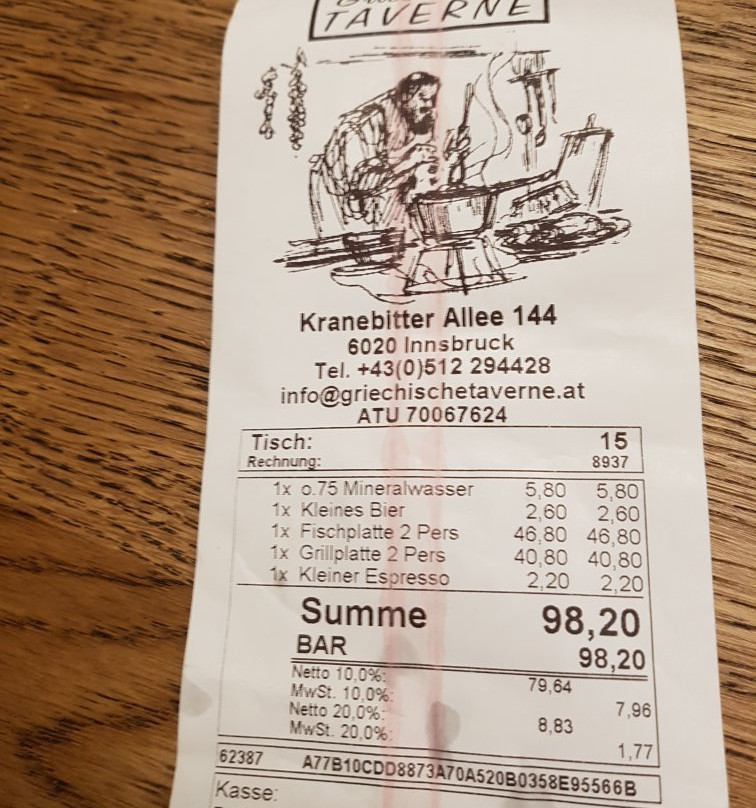 TAVERNE
Kranebitter Allee 144
6020 Innsbruck
Tel. +43(0)512 294428
info@griechischetaverne.at
ATU 70067624
Tisch: 15
Rechnung: 8937
1x o.75 Mineralwasser 5,80 5,80
1x Kleines Bier 2,60 2,60
1x Fischplatte 2 Pers 46,80 46,80
1x Grillplatte 2 Pers 40,80 40,80
1x Kleiner Espresso 2,20 2,20
Summe 98,20
BAR 98,20
Netto 10,0%: 79,64
MwSt. 10,0%: 7,96
Netto 20,0%: 8,83
MwSt. 20,0%: 1,77
62387 A77B10CDD8873A70A520B0358E95566B
Kasse: